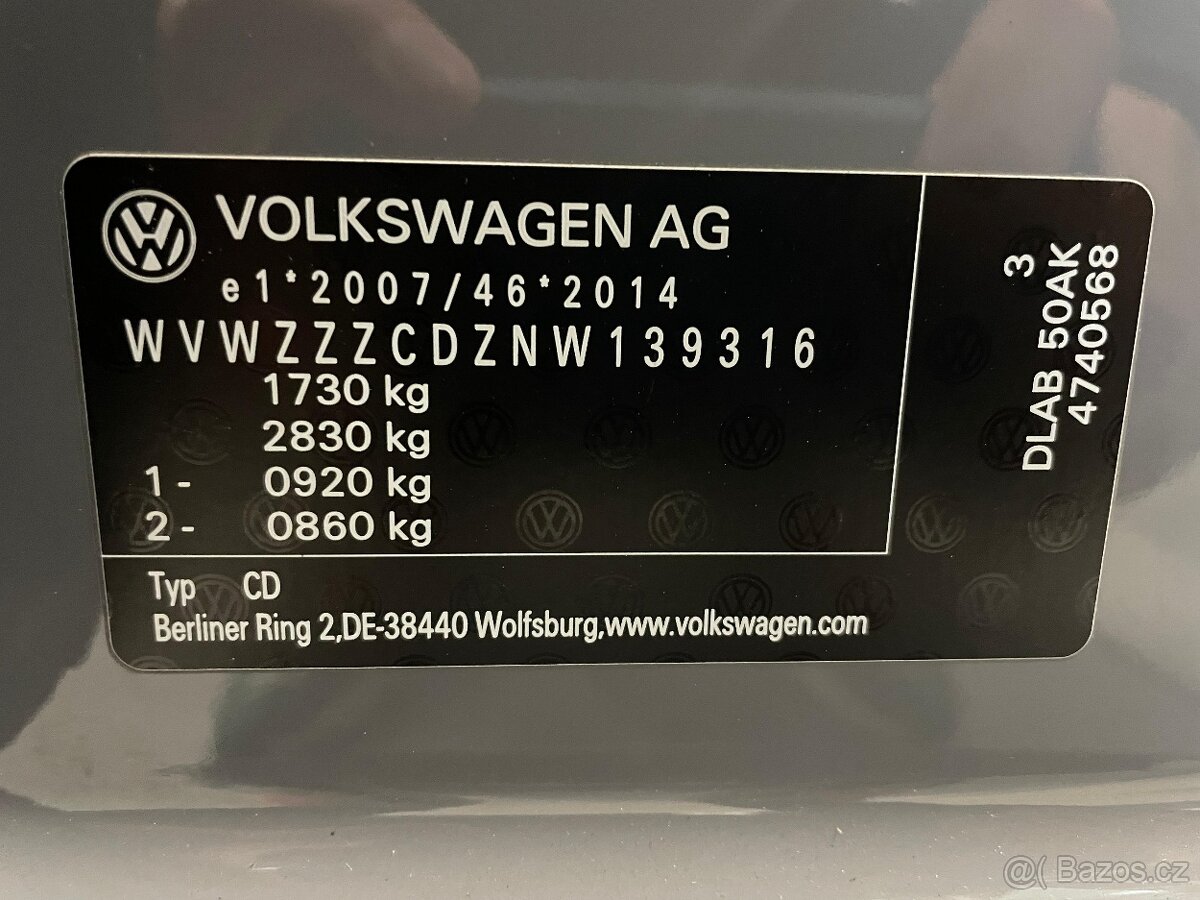 VOLKSWAGEN AG
e1*2007/46*2014
WVWZZZCDZNW139316
1730 kg
2830 kg
1- 0920 kg
2- 0860 kg
Typ CD
Berliner Ring 2,DE-38440 Wolfsburg,www.volkswagen.com
3
DLAB 50AK
4740568
@( Bazos.cz